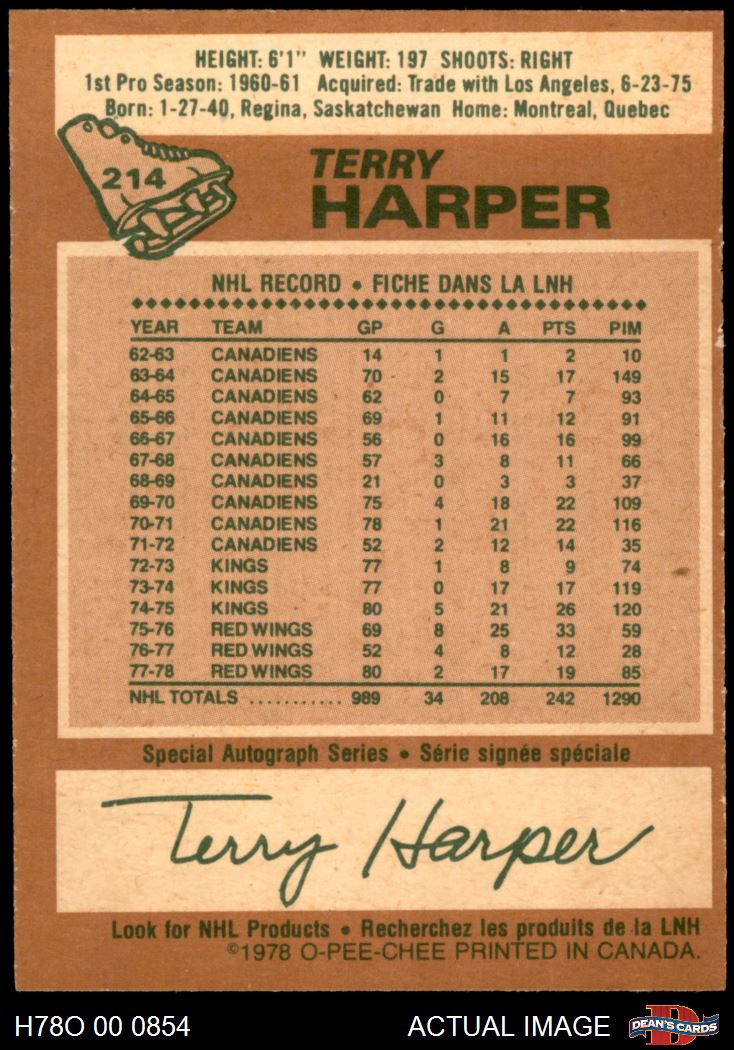 HEIGHT: 6'1" WEIGHT: 197 SHOOTS: RIGHT
1st Pro Season: 1960-61 Acquired: Trade with Los Angeles, 6-23-75
Born: 1-27-40, Regina, Saskatchewan Home: Montreal, Quebec
214
TERRY
HARPER
NHL RECORD • FICHE DANS LA LNH
YEAR TEAM GP G A PTS PIM
62-63 CANADIENS 14 1 1 2 10
63-64 CANADIENS 70 2 15 17 149
64-65 CANADIENS 62 0 7 7 93
65-66 CANADIENS 69 1 11 12 91
66-67 CANADIENS 56 0 16 16 99
67-68 CANADIENS 57 3 8 11 66
68-69 CANADIENS 21 0 3 3 37
69-70 CANADIENS 75 4 18 22 109
70-71 CANADIENS 78 1 21 22 116
71-72 CANADIENS 52 2 12 14 35
72-73 KINGS 77 1 8 9 74
73-74 KINGS 77 0 17 17 119
74-75 KINGS 80 5 21 26 120
75-76 RED WINGS 69 8 25 33 59
76-77 RED WINGS 52 4 8 12 28
77-78 RED WINGS 80 2 17 19 85
NHL TOTALS ........... 989 34 208 242 1290
Special Autograph Series • Série signée spéciale
Terry Harper
Look for NHL Products • Recherchez les produits de la LNH
©1978 O-PEE-CHEE PRINTED IN CANADA.
H78O 00 0854 ACTUAL IMAGE D DEAN'S CARDS